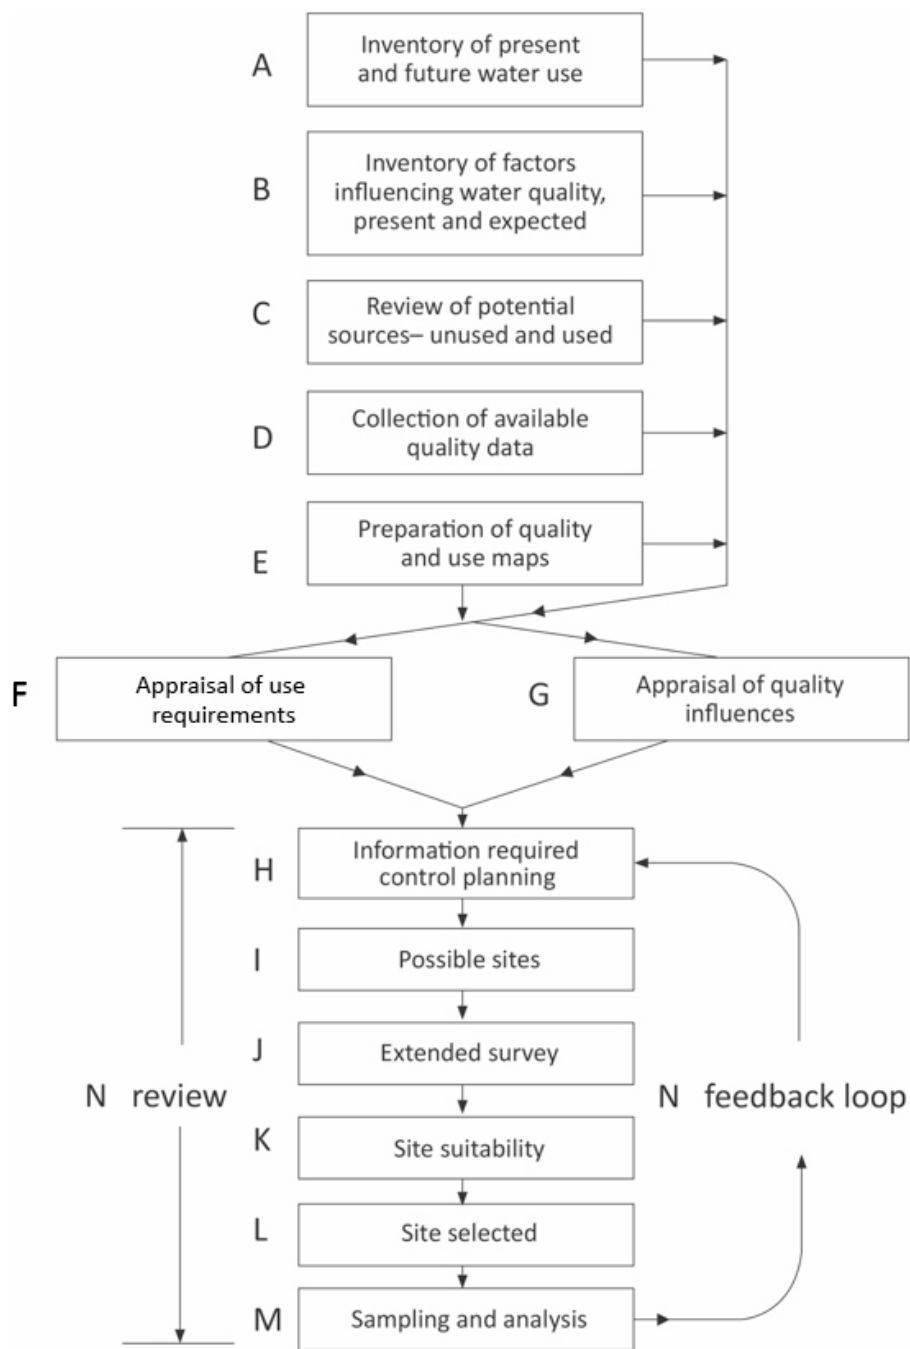 A
Inventory of present
and future water use
B
Inventory of factors
influencing water quality,
present and expected
C
Review of potential
sources– unused and used
D
Collection of available
quality data
E
Preparation of quality
and use maps
F
Appraisal of use
requirements
G
Appraisal of quality
influences
H
Information required
control planning
I
Possible sites
J
Extended survey
N review
N feedback loop
K
Site suitability
L
Site selected
M
Sampling and analysis